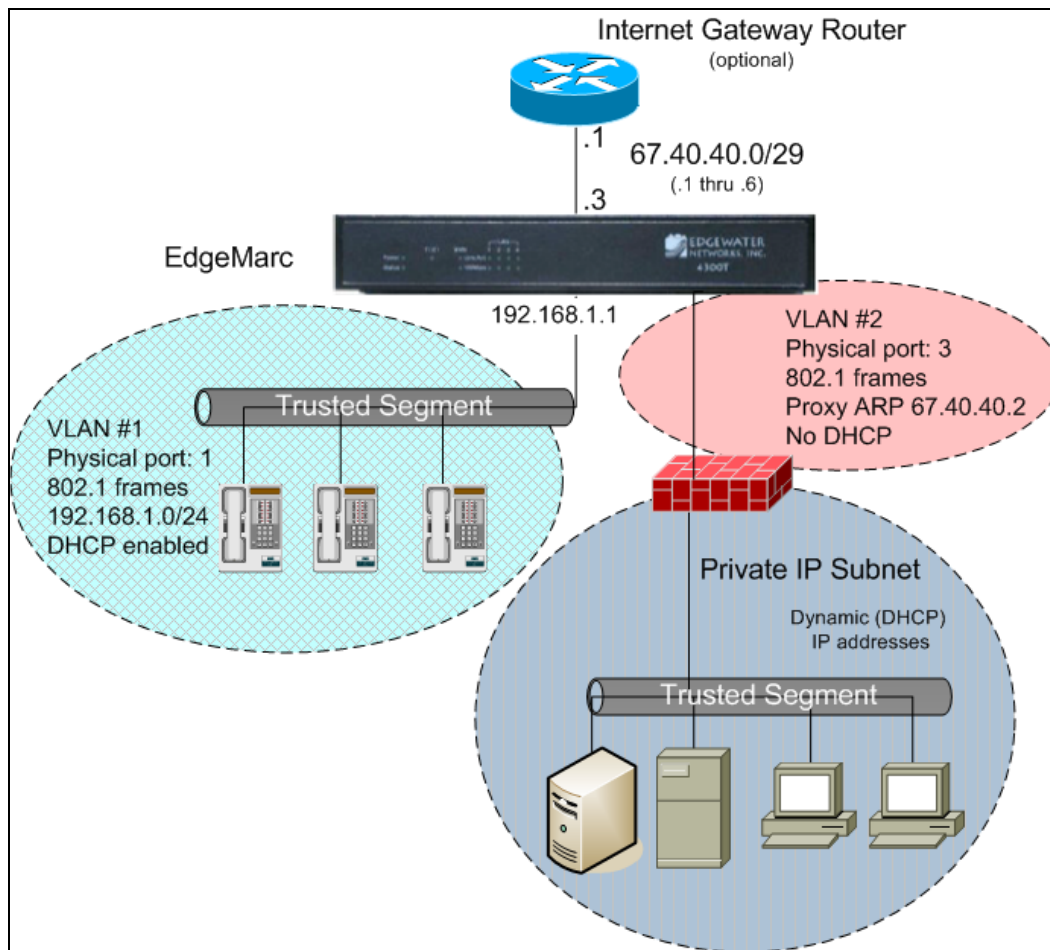 Internet Gateway Router
(optional)
.1
67.40.40.0/29
(.1 thru .6)
.3
EdgeMarc
EDGEWATER
NETWORKS, INC.
4300T
192.168.1.1
VLAN #2
Physical port: 3
802.1 frames
Proxy ARP 67.40.40.2
No DHCP
Trusted Segment
VLAN #1
Physical port: 1
802.1 frames
192.168.1.0/24
DHCP enabled
Private IP Subnet
Dynamic (DHCP)
IP addresses
Trusted Segment